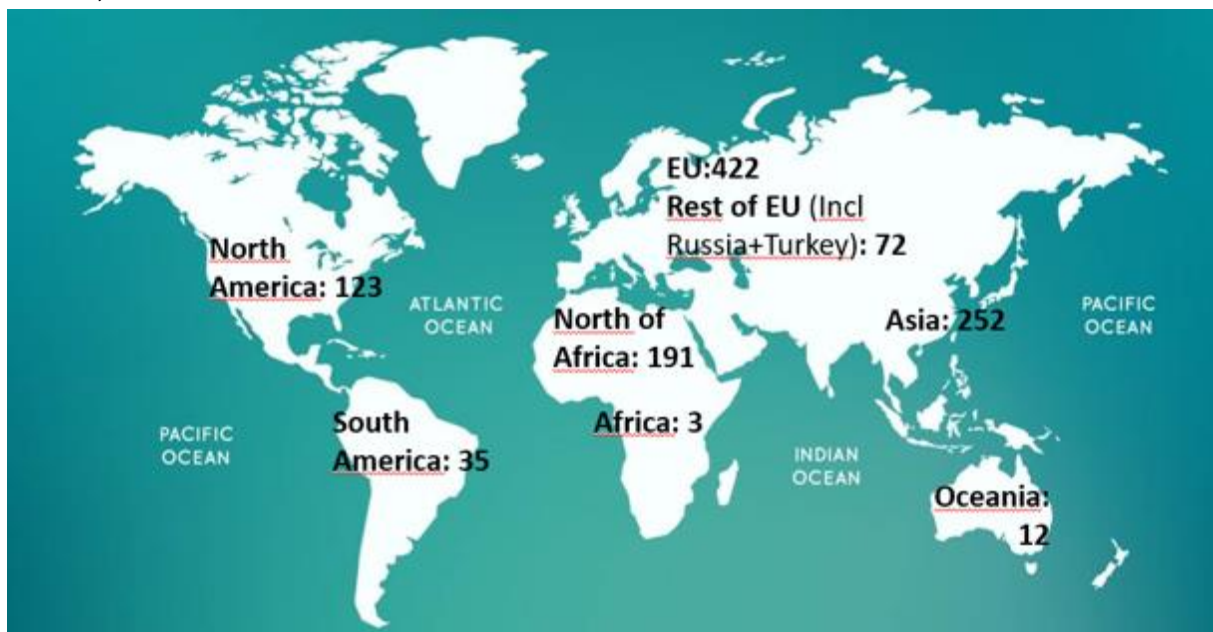 EU:422
Rest of EU (Incl
Russia+Turkey): 72
North
America: 123
ATLANTIC
OCEAN
North of
Africa: 191
Asia: 252
PACIFIC
OCEAN
South
America: 35
Africa: 3
PACIFIC
OCEAN
INDIAN
OCEAN
Oceania:
12